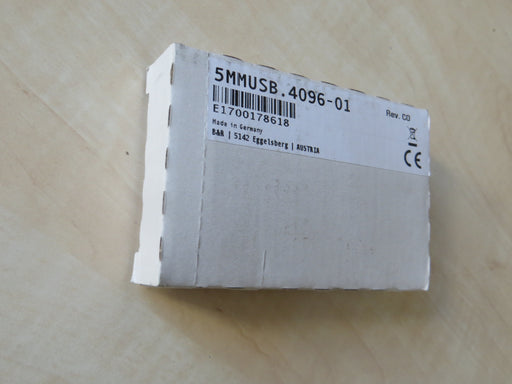 5MMUSB.4096-01
Rev. C0
E1700178618
Made in Germany
B&R | 5142 Eggelsberg | AUSTRIA
CE